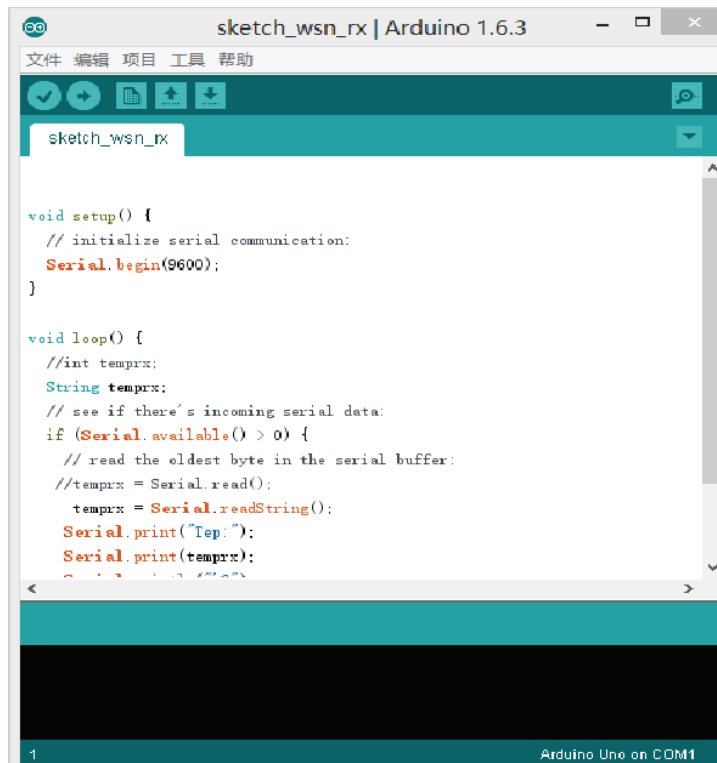 sketch_wsn_rx | Arduino 1.6.3
文件 编辑 项目 工具 帮助
sketch_wsn_rx
void setup() {
// initialize serial communication:
Serial.begin(9600);
}
void loop() {
//int temprx;
String temprx;
// see if there's incoming serial data:
if (Serial.available() > 0) {
// read the oldest byte in the serial buffer:
//temprx = Serial.read();
temprx = Serial.readString();
Serial.print("Tep:");
Serial.print(temprx);
1
Arduino Uno on COM1